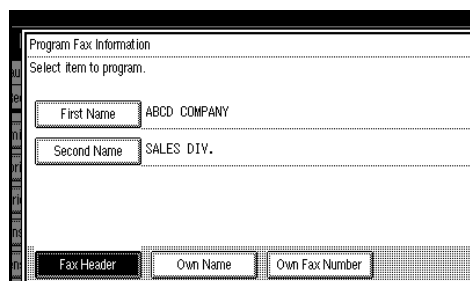 Program Fax Information
Select item to program.
First Name ABCD COMPANY
Second Name SALES DIV.
Fax Header Own Name Own Fax Number